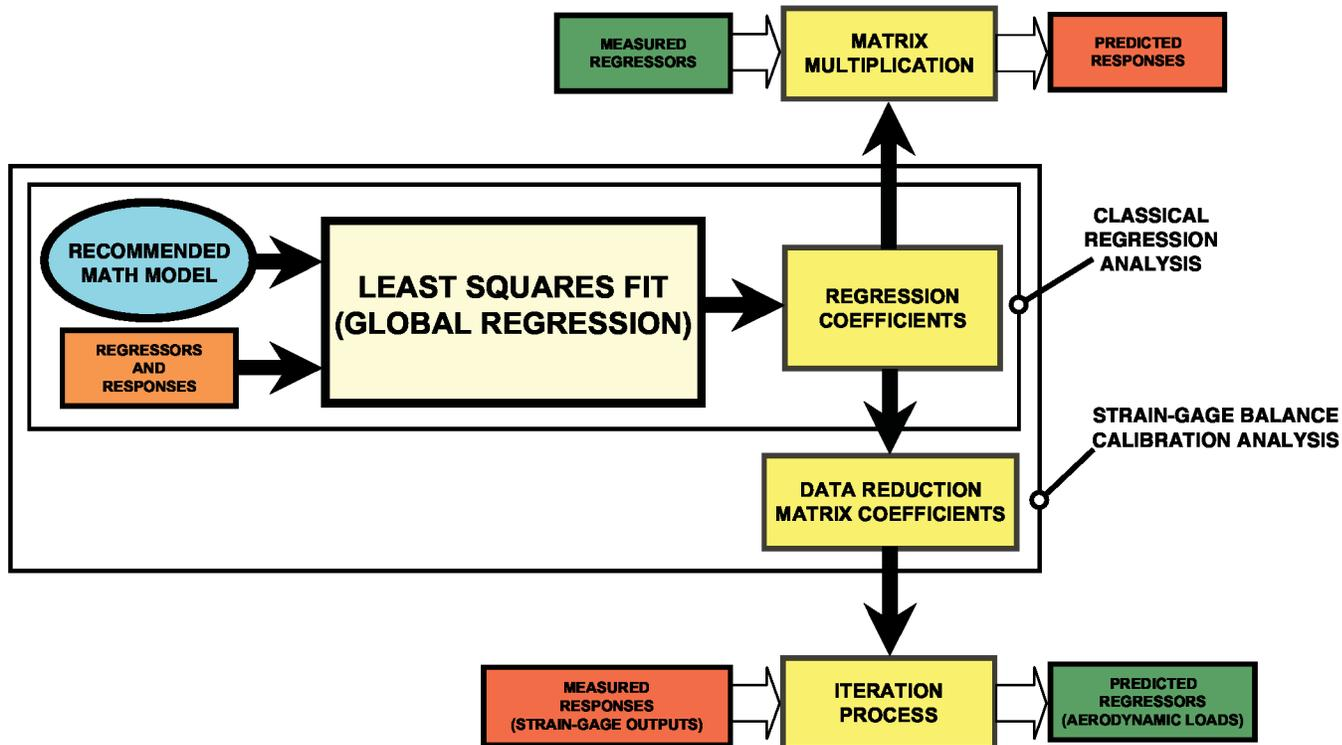 MEASURED
REGRESSORS
MATRIX
MULTIPLICATION
PREDICTED
RESPONSES
RECOMMENDED
MATH MODEL
REGRESSORS
AND
RESPONSES
LEAST SQUARES FIT
(GLOBAL REGRESSION)
REGRESSION
COEFFICIENTS
CLASSICAL
REGRESSION
ANALYSIS
DATA REDUCTION
MATRIX COEFFICIENTS
STRAIN-GAGE BALANCE
CALIBRATION ANALYSIS
MEASURED
RESPONSES
(STRAIN-GAGE OUTPUTS)
ITERATION
PROCESS
PREDICTED
REGRESSORS
(AERODYNAMIC LOADS)